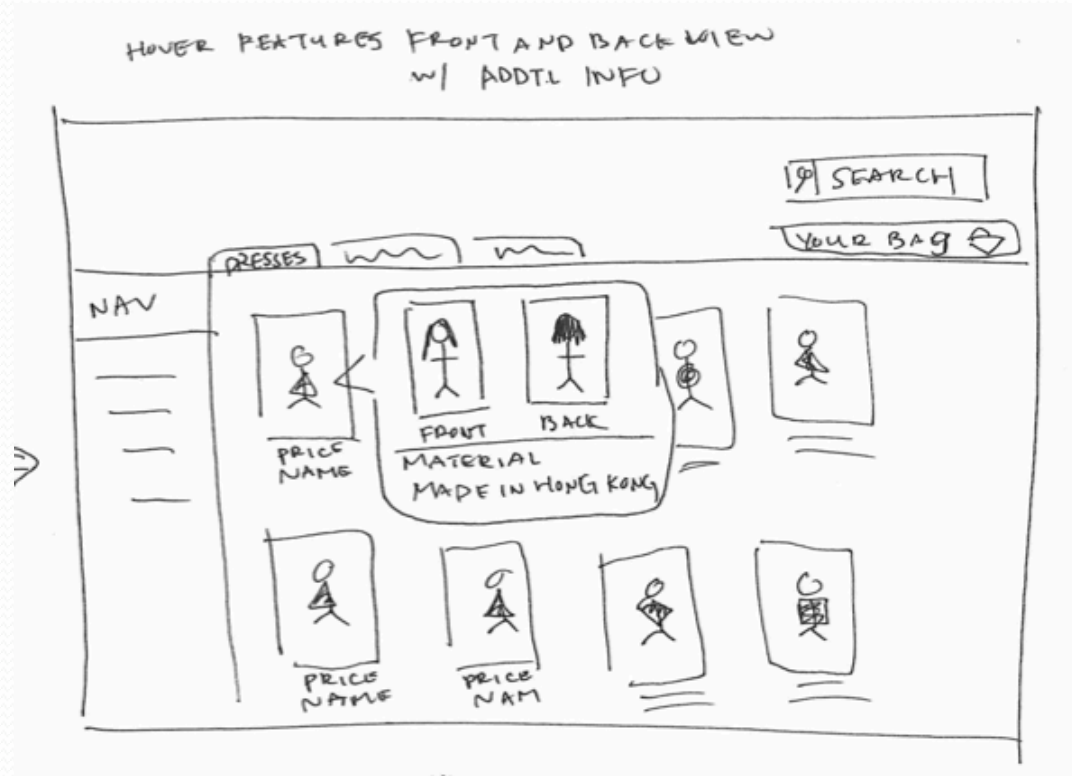 HOVER FEATURES FRONT AND BACK VIEW
W/ ADDTL INFO
SEARCH
YOUR BAG
DRESSES
NAV
FRONT
BACK
PRICE
NAME
MATERIAL
MADE IN HONG KONG
PRICE
NAME
PRICE
NAM